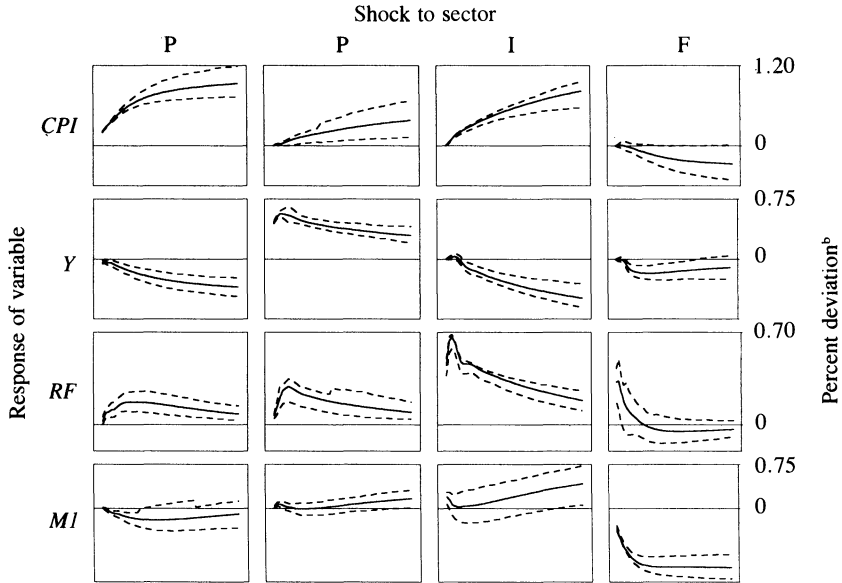 Shock to sector
P P I F
1.20
CPI
0
0.75
Y
0
0.70
RF
0
0.75
M1
0
Response of variable
Percent deviationb